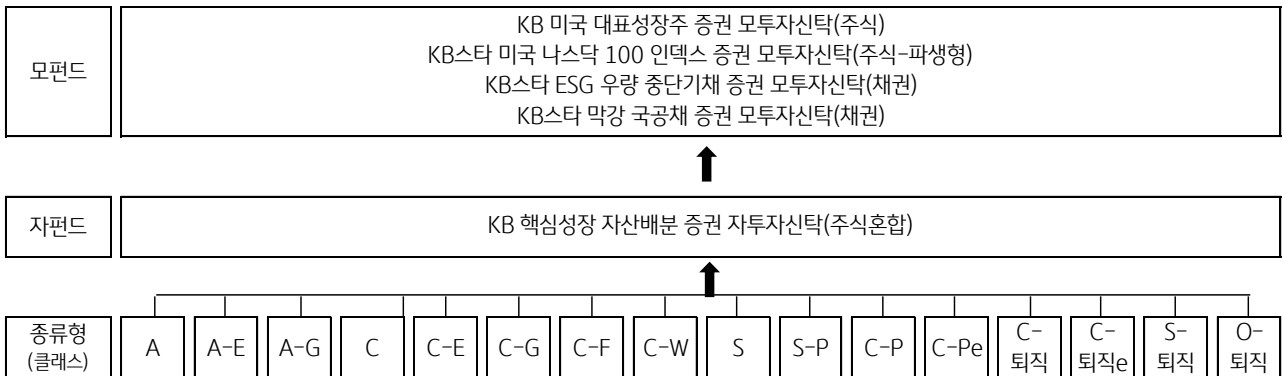 모펀드
KB 미국 대표성장주 증권 모투자신탁(주식)
KB스타 미국 나스닥 100 인덱스 증권 모투자신탁(주식-파생형)
KB스타 ESG 우량 중단기채 증권 모투자신탁(채권)
KB스타 막강 국공채 증권 모투자신탁(채권)
자펀드
KB 핵심성장 자산배분 증권 자투자신탁(주식혼합)
종류형
(클래스)
A
A-E
A-G
C
C-E
C-G
C-F
C-W
S
S-P
C-P
C-Pe
C-
퇴직
C-
퇴직e
S-
퇴직
O-
퇴직